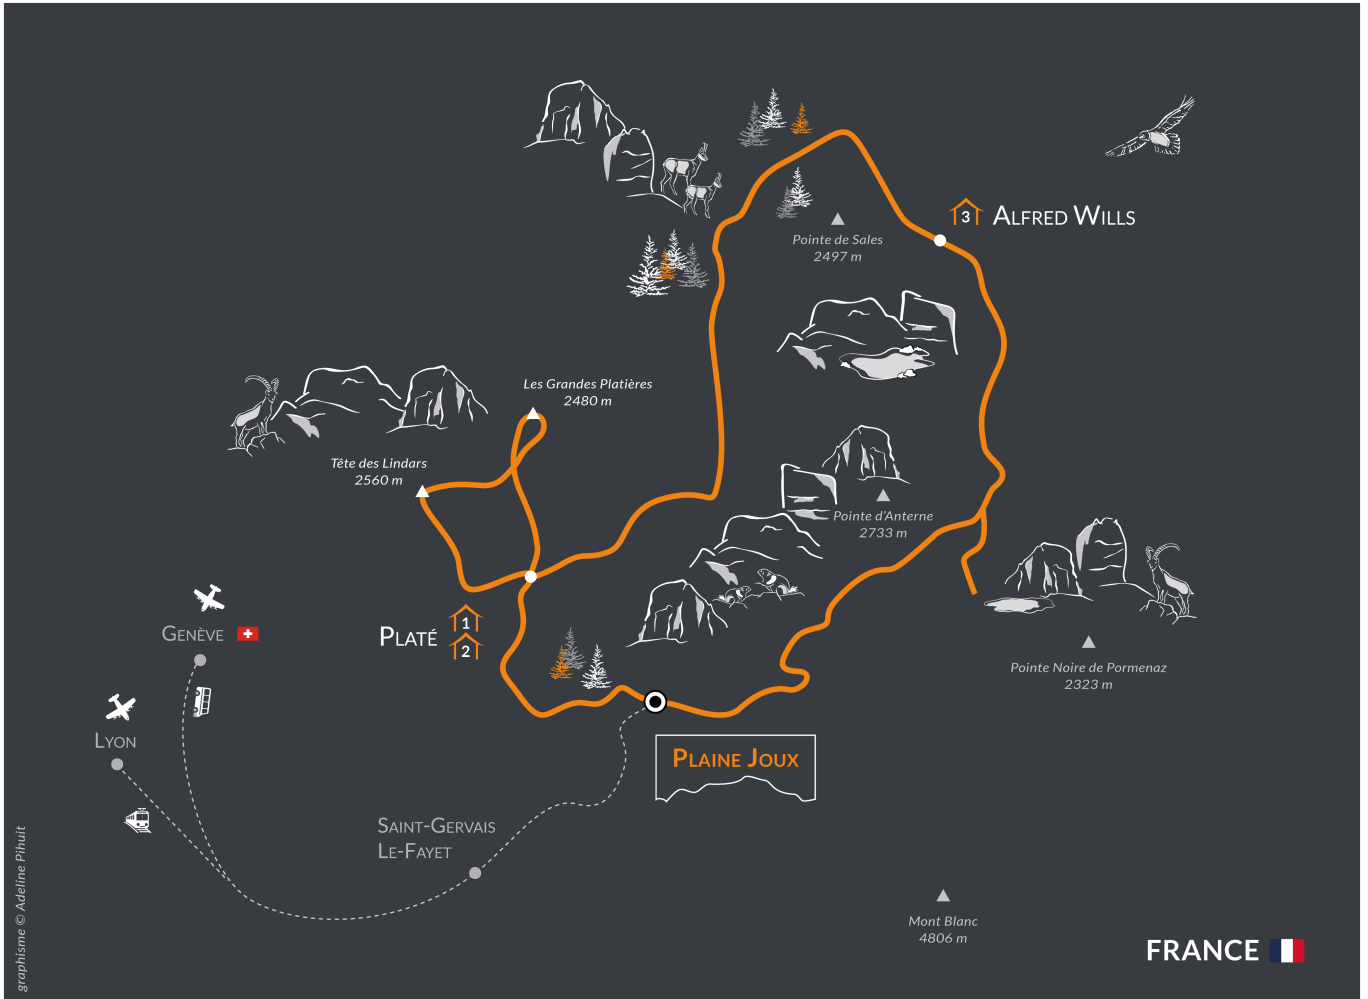 3 ALFRED WILLS
Pointe de Sales
2497 m
Les Grandes Platières
2480 m
Tête des Lindars
2560 m
Pointe d'Anterne
2733 m
GENÈVE
PLATÉ
1
2
Pointe Noire de Pormenaz
2323 m
LYON
PLAINE JOUX
SAINT-GERVAIS
LE-FAYET
Mont Blanc
4806 m
FRANCE
graphisme © Adeline Pihuit